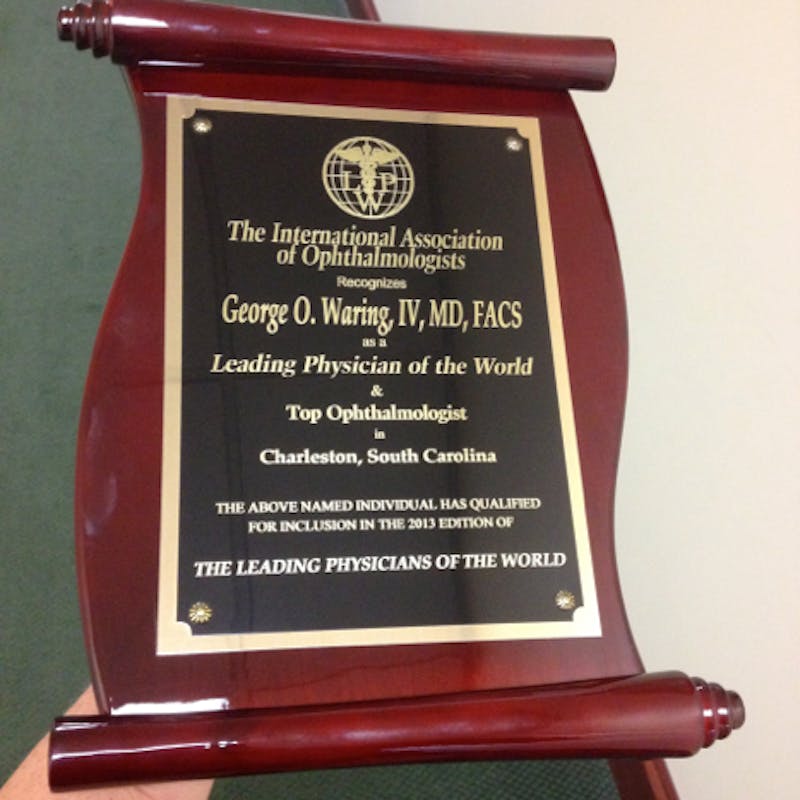 L P
W
The International Association
of Ophthalmologists
Recognizes
George O. Waring, IV, MD, FACS
as a
Leading Physician of the World
&
Top Ophthalmologist
in
Charleston, South Carolina
THE ABOVE NAMED INDIVIDUAL HAS QUALIFIED
FOR INCLUSION IN THE 2013 EDITION OF
THE LEADING PHYSICIANS OF THE WORLD